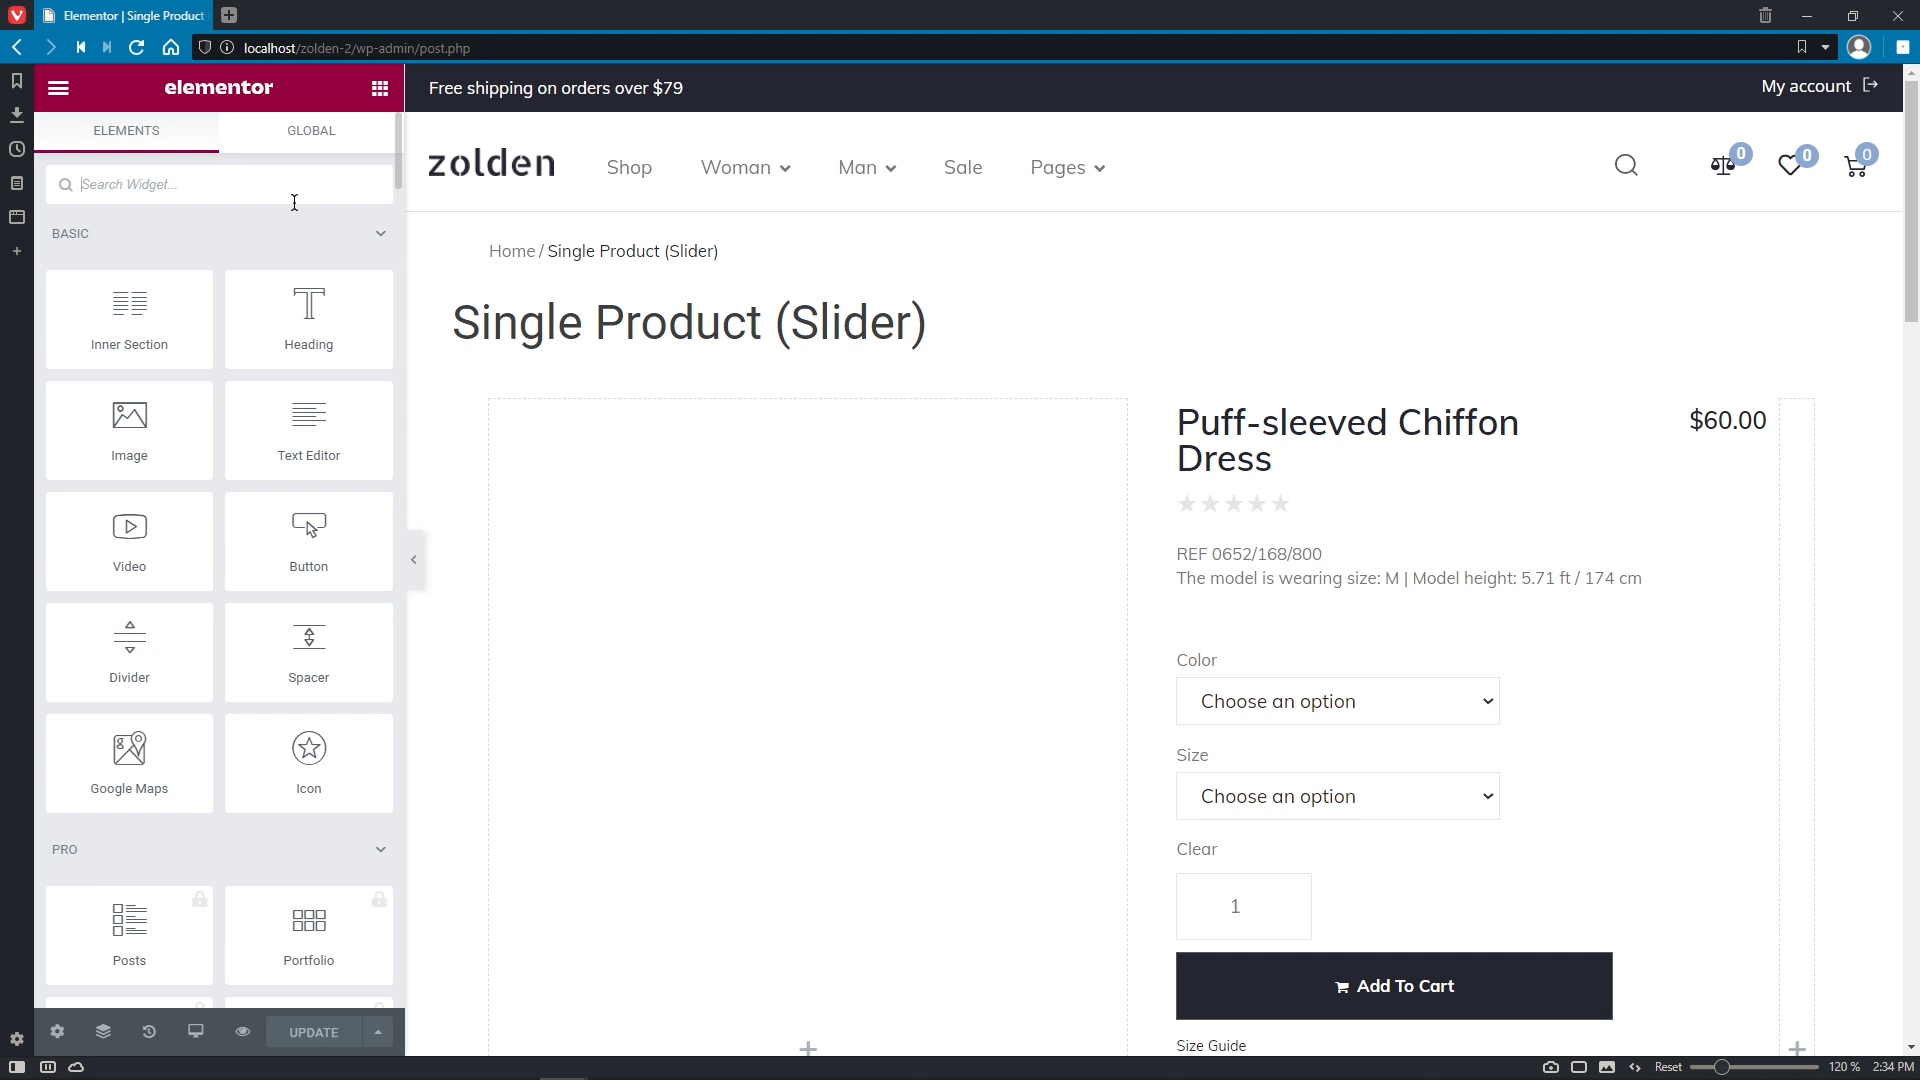 Elementor | Single Product
localhost/zolden-2/wp-admin/post.php
elementor
ELEMENTS
GLOBAL
Search Widget...
BASIC
Inner Section
Heading
Image
Text Editor
Video
Button
Divider
Spacer
Google Maps
Icon
PRO
Posts
Portfolio
UPDATE
Free shipping on orders over $79
My account
zolden
Shop
Woman
Man
Sale
Pages
0
0
0
Home / Single Product (Slider)
Single Product (Slider)
Puff-sleeved Chiffon
Dress
$60.00
REF 0652/168/800
The model is wearing size: M | Model height: 5.71 ft / 174 cm
Color
Choose an option
Size
Choose an option
Clear
1
Add To Cart
Size Guide
Reset
120 %
2:34 PM